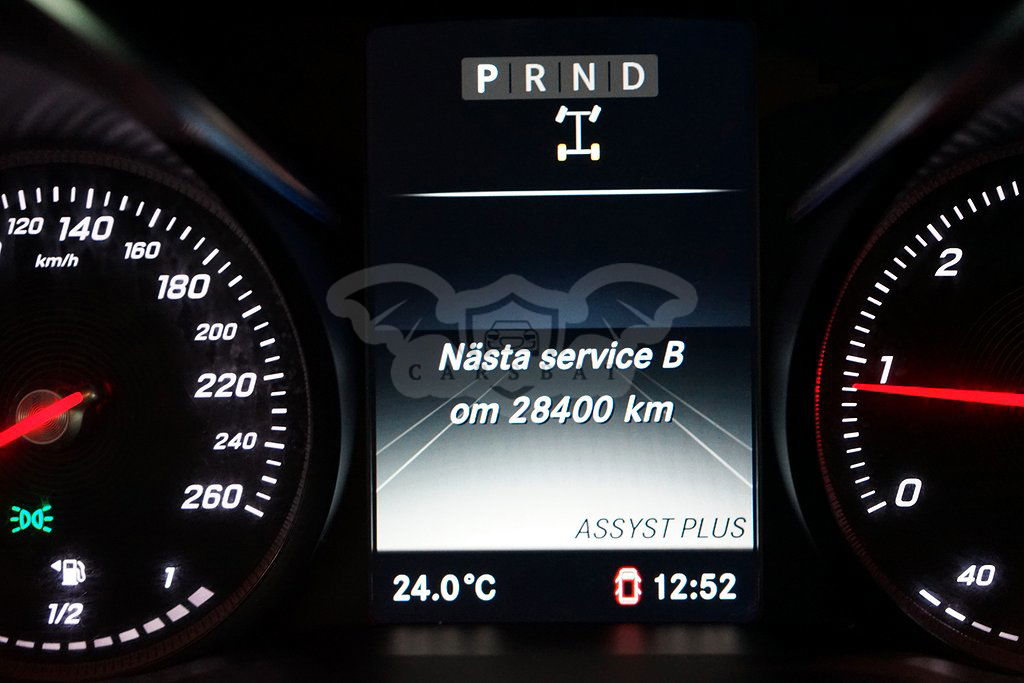 P R N D
120 140
km/h 160
180
200
220
240
260
1/2 1
Nästa service B
CARSBAT
om 28400 km
ASSYST PLUS
24.0°C 12:52
2
1
0
40